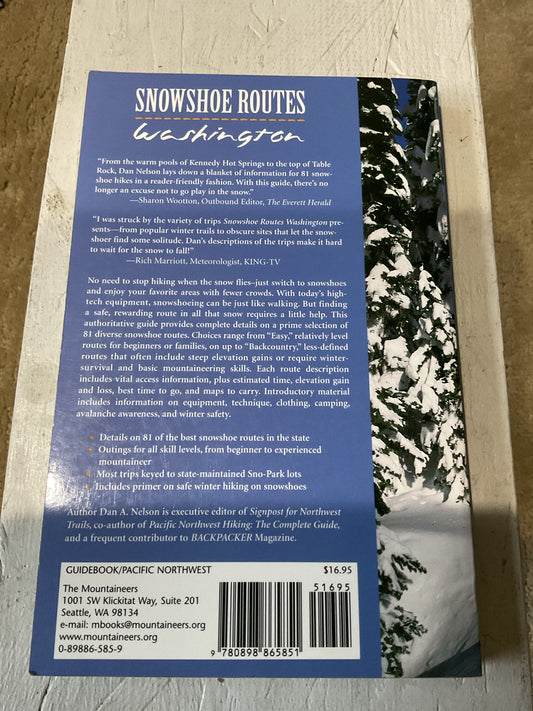 SNOWSHOE ROUTES
Washington
"From the warm pools of Kennedy Hot Springs to the top of Table
Rock, Dan Nelson lays down a blanket of information for 81 snow-
shoe hikes in a reader-friendly fashion. With this guide, there's no
longer an excuse not to go play in the snow."
—Sharon Wootton, Outbound Editor, The Everett Herald
"I was struck by the variety of trips Snowshoe Routes Washington pre-
sents—from popular winter trails to obscure sites that let the snow-
shoer find some solitude. Dan's descriptions of the trips make it hard
to wait for the snow to fall!"
—Rich Marriott, Meteorologist, KING-TV
No need to stop hiking when the snow flies—just switch to snowshoes
and enjoy your favorite areas with fewer crowds. With today's high-
tech equipment, snowshoeing can be just like walking. But finding
a safe, rewarding route in all that snow requires a little help. This
authoritative guide provides complete details on a prime selection of
81 diverse snowshoe routes. Choices range from "Easy," relatively level
routes for beginners or families, on up to "Backcountry," less-defined
routes that often include steep elevation gains or require winter-
survival and basic mountaineering skills. Each route description
includes vital access information, plus estimated time, elevation gain
and loss, best time to go, and maps to carry. Introductory material
includes information on equipment, technique, clothing, camping,
avalanche awareness, and winter safety.
• Details on 81 of the best snowshoe routes in the state
• Outings for all skill levels, from beginner to experienced
mountaineer
• Most trips keyed to state-maintained Sno-Park lots
• Includes primer on safe winter hiking on snowshoes
Author Dan A. Nelson is executive editor of Signpost for Northwest
Trails, co-author of Pacific Northwest Hiking: The Complete Guide,
and a frequent contributor to BACKPACKER Magazine.
GUIDEBOOK/PACIFIC NORTHWEST
$16.95
The Mountaineers
1001 SW Klickitat Way, Suite 201
Seattle, WA 98134
e-mail: mbooks@mountaineers.org
www.mountaineers.org
0-89886-585-9
51695
9 780898 865851